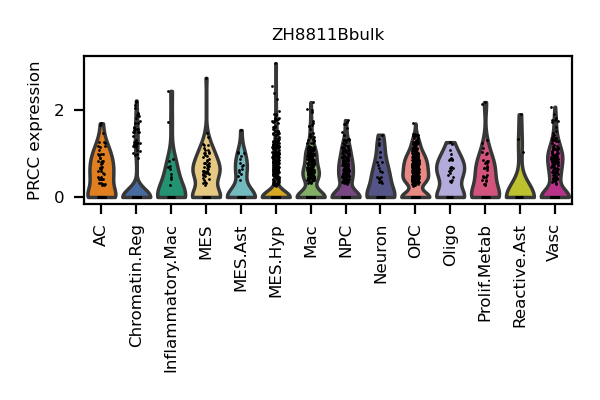 ZH8811Bbulk
PRCC expression
2
0
AC
Chromatin.Reg
Inflammatory.Mac
MES
MES.Ast
MES.Hyp
Mac
NPC
Neuron
OPC
Oligo
Prolif.Metab
Reactive.Ast
Vasc